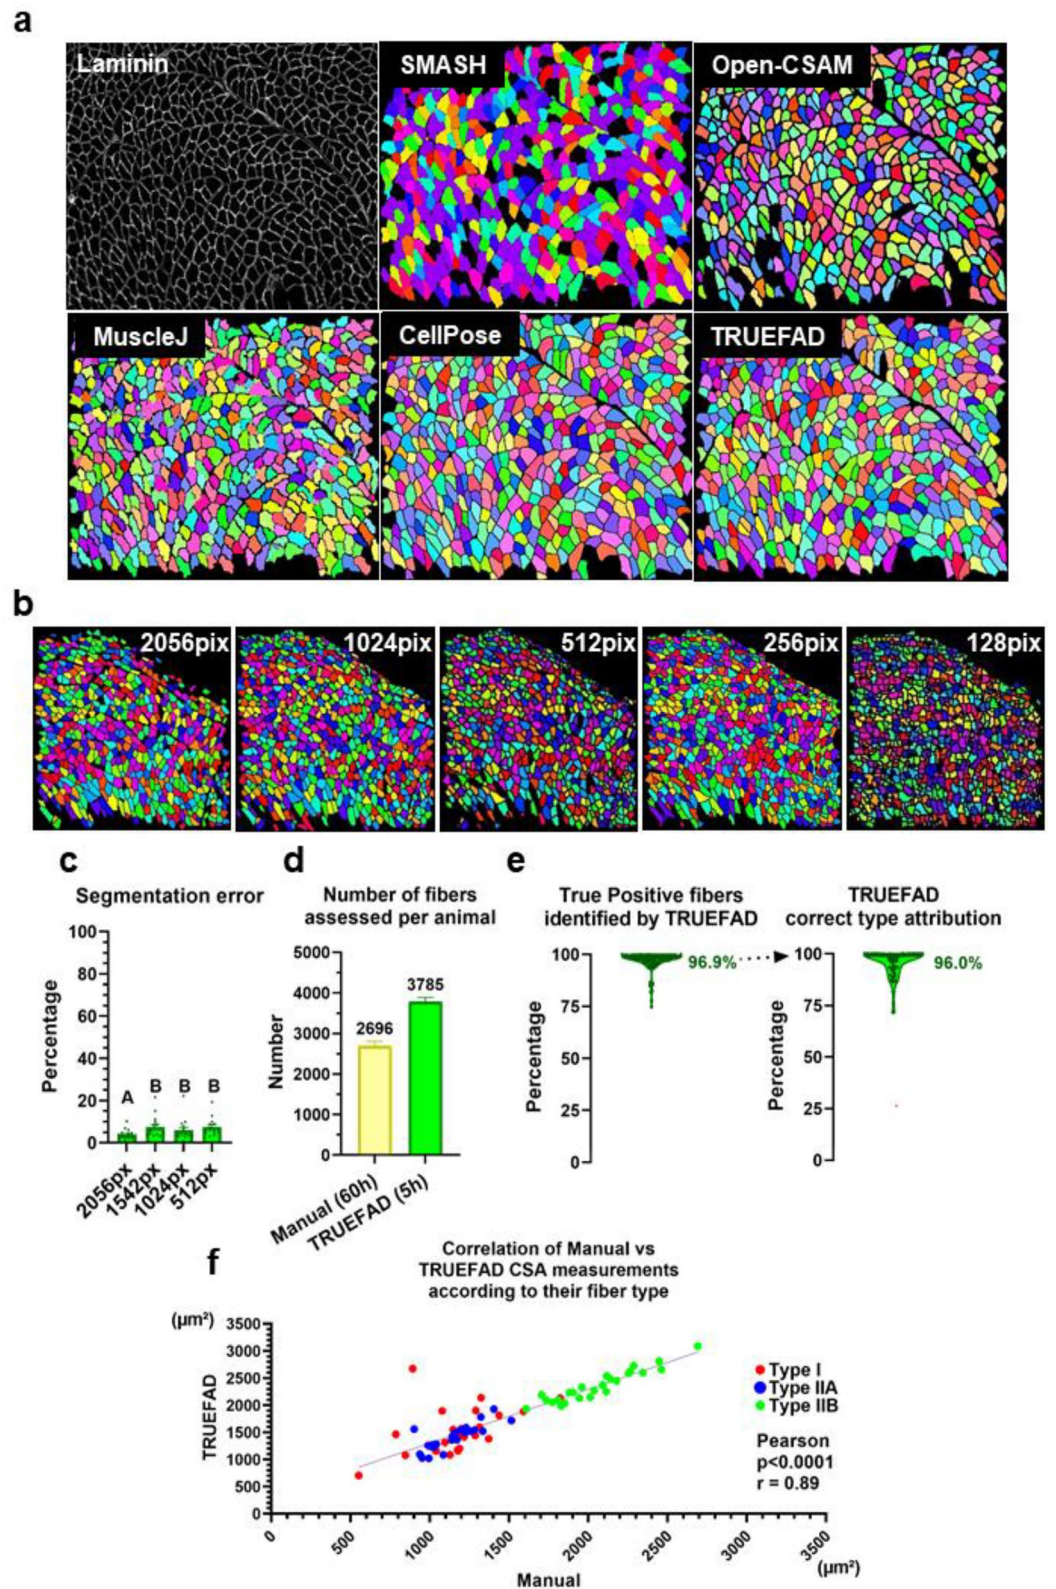 a
Laminin
SMASH
Open-CSAM
MuscleJ
CellPose
TRUEFAD
b
2056pix
1024pix
512pix
256pix
128pix
c
Segmentation error
Percentage
100
80
60
40
20
0
A
B
B
B
2056px
1542px
1024px
512px
d
Number of fibers
assessed per animal
Number
5000
4000
3000
2000
1000
0
2696
3785
Manual (60h)
TRUEFAD (5h)
e
True Positive fibers
identified by TRUEFAD
Percentage
100
75
50
25
0
96.9%
TRUEFAD
correct type attribution
Percentage
100
75
50
25
0
96.0%
f
Correlation of Manual vs
TRUEFAD CSA measurements
according to their fiber type
(µm²)
TRUEFAD
3500
3000
2500
2000
1500
1000
500
0
0
500
1000
1500
2000
2500
3000
3500
Manual
(µm²)
Type I
Type IIA
Type IIB
Pearson
p<0.0001
r = 0.89